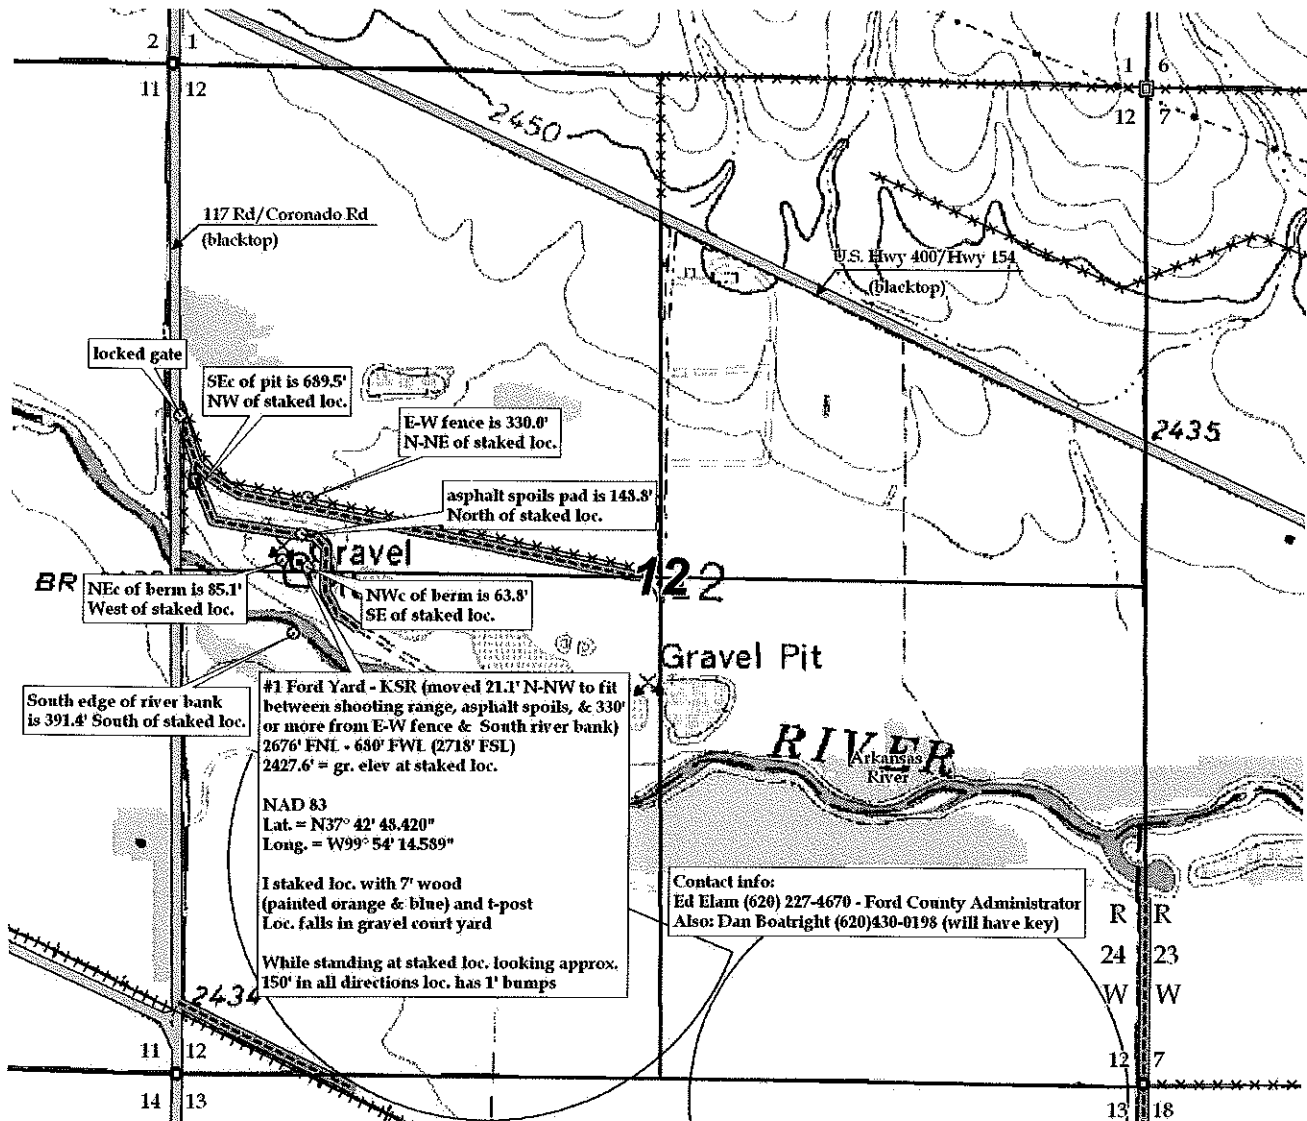 2 1
1 6
11 12
12 7
2450
117 Rd/Coronado Rd
(blacktop)
U.S. Hwy 400/Hwy 154
(blacktop)
locked gate
SEc of pit is 689.5'
NW of staked loc.
E-W fence is 330.0'
N-NE of staked loc.
2435
asphalt spoils pad is 148.8'
North of staked loc.
Gravel
BR
12
NEc of berm is 85.1'
West of staked loc.
NWc of berm is 63.8'
SE of staked loc.
Gravel Pit
South edge of river bank
is 391.4' South of staked loc.
#1 Ford Yard - KSR (moved 21.1' N-NW to fit
between shooting range, asphalt spoils, & 330'
or more from E-W fence & South river bank)
2676' FNL - 680' FWL (2718' FSL)
2427.6' = gr. elev at staked loc.
NAD 83
Lat. = N37° 42' 48.420"
Long. = W99° 54' 14.589"
I staked loc. with 7' wood
(painted orange & blue) and t-post
Loc. falls in gravel court yard
While standing at staked loc. looking approx.
150' in all directions loc. has 1' bumps
RIVER
Arkansas
River
Contact info:
Ed Elam (620) 227-4670 - Ford County Administrator
Also: Dan Boatright (620)430-0198 (will have key)
R R
24 23
W W
2434
11 12
12 7
14 13
13 18